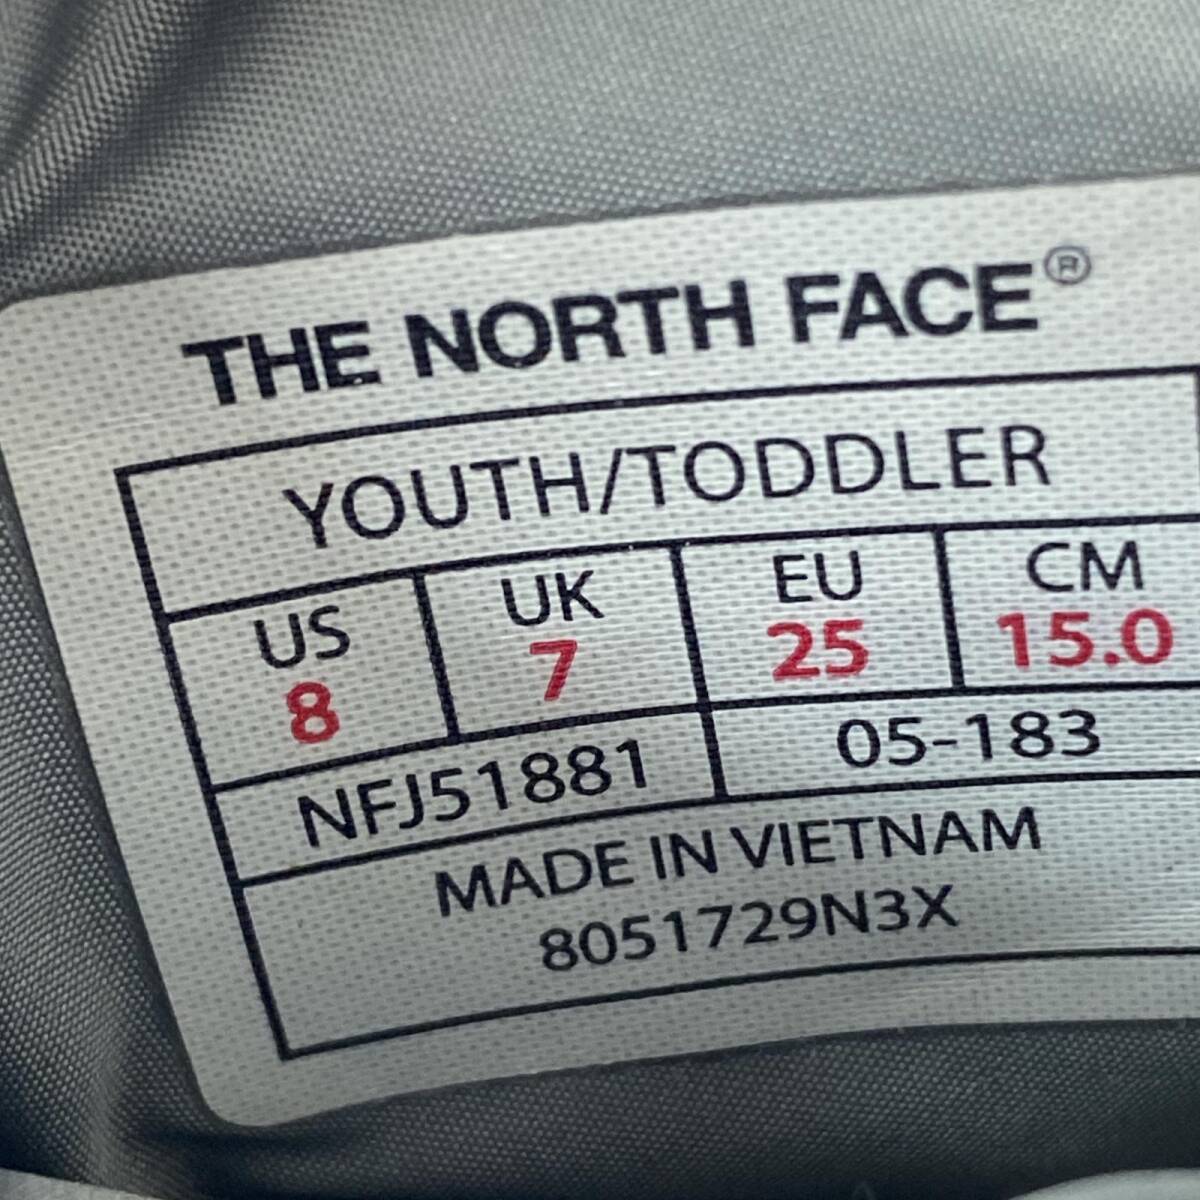 THE NORTH FACE®
YOUTH/TODDLER
US UK EU CM
8 7 25 15.0
NFJ51881 05-183
MADE IN VIETNAM
8051729N3X